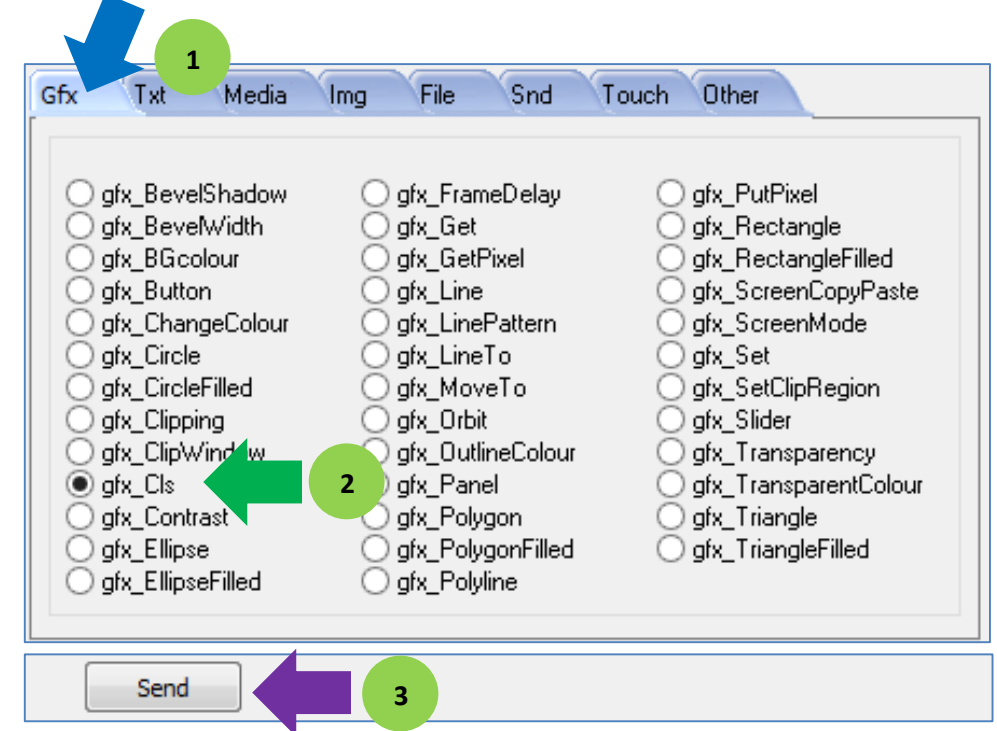 1
Gfx Txt Media Img File Snd Touch Other
gfx_BevelShadow
gfx_BevelWidth
gfx_BGcolour
gfx_Button
gfx_ChangeColour
gfx_Circle
gfx_CircleFilled
gfx_Clipping
gfx_ClipWindow
gfx_Cls
gfx_Contrast
gfx_Ellipse
gfx_EllipseFilled
gfx_FrameDelay
gfx_Get
gfx_GetPixel
gfx_Line
gfx_LinePattern
gfx_LineTo
gfx_MoveTo
gfx_Orbit
gfx_OutlineColour
gfx_Panel
gfx_Polygon
gfx_PolygonFilled
gfx_Polyline
gfx_PutPixel
gfx_Rectangle
gfx_RectangleFilled
gfx_ScreenCopyPaste
gfx_ScreenMode
gfx_Set
gfx_SetClipRegion
gfx_Slider
gfx_Transparency
gfx_TransparentColour
gfx_Triangle
gfx_TriangleFilled
2
Send
3